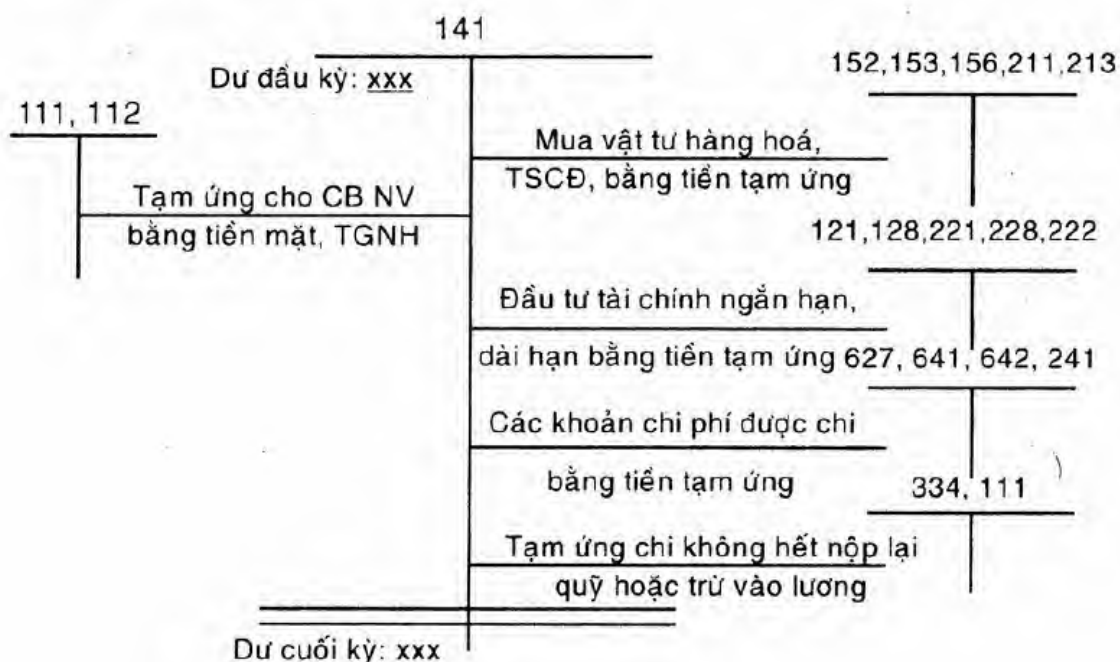 141
Dư đầu kỳ: xxx
152,153,156,211,213
111, 112
Mua vật tư hàng hoá,
TSCĐ, bằng tiền tạm ứng
Tạm ứng cho CB NV
bằng tiền mặt, TGNH
121,128,221,228,222
Đầu tư tài chính ngắn hạn,
dài hạn bằng tiền tạm ứng 627, 641, 642, 241
Các khoản chi phí được chi
bằng tiền tạm ứng
334, 111
Tạm ứng chi không hết nộp lại
quỹ hoặc trừ vào lương
Dư cuối kỳ: xxx